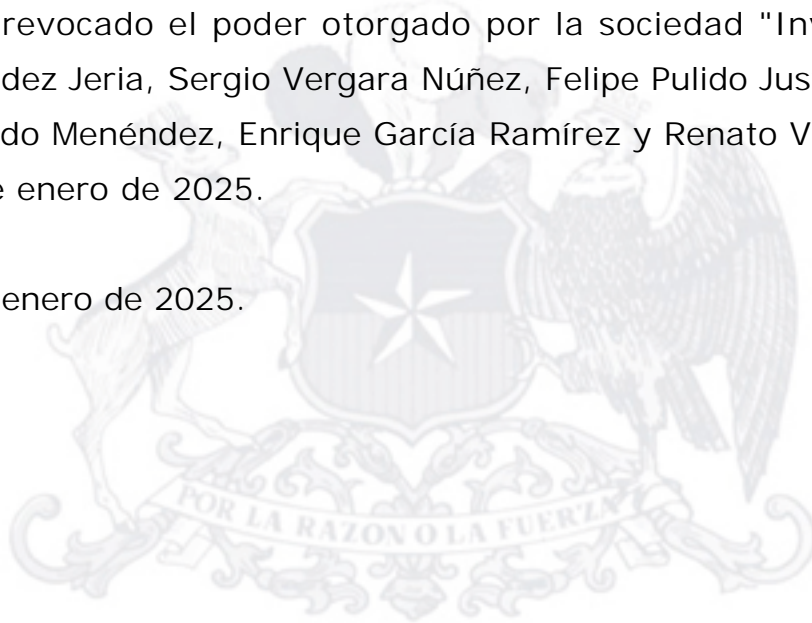 revocado el poder otorgado por la sociedad "Inv
dez Jeria, Sergio Vergara Núñez, Felipe Pulido Jus
do Menéndez, Enrique García Ramírez y Renato V
e enero de 2025.
enero de 2025.
POR LA RAZON O LA FUERZA